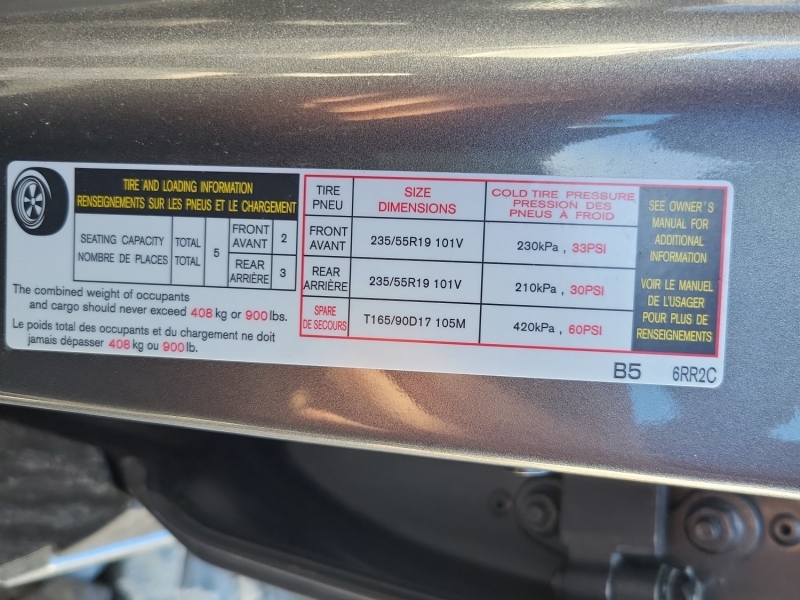 TIRE AND LOADING INFORMATION
RENSEIGNEMENTS SUR LES PNEUS ET LE CHARGEMENT
SEATING CAPACITY
NOMBRE DE PLACES
TOTAL
TOTAL
5
FRONT
AVANT
2
REAR
ARRIÈRE
3
The combined weight of occupants
and cargo should never exceed 408 kg or 900 lbs.
Le poids total des occupants et du chargement ne doit
jamais dépasser 408 kg ou 900 lb.
TIRE
PNEU
SIZE
DIMENSIONS
COLD TIRE PRESSURE
PRESSION DES
PNEUS À FROID
FRONT
AVANT
235/55R19 101V
230kPa , 33PSI
REAR
ARRIÈRE
235/55R19 101V
210kPa , 30PSI
SPARE
DE SECOURS
T165/90D17 105M
420kPa , 60PSI
SEE OWNER'S
MANUAL FOR
ADDITIONAL
INFORMATION
VOIR LE MANUEL
DE L'USAGER
POUR PLUS DE
RENSEIGNEMENTS
B5 6RR2C